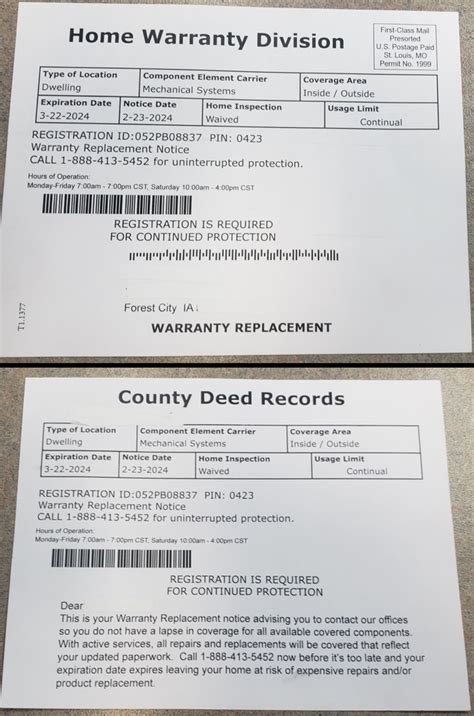 Home Warranty Division
First-Class Mail
Presorted
U.S. Postage Paid
St. Louis, MO
Permit No. 1999
Type of Location Component Element Carrier Coverage Area
Dwelling Mechanical Systems Inside / Outside
Expiration Date Notice Date Home Inspection Usage Limit
3-22-2024 2-23-2024 Waived Continual
REGISTRATION ID:052PB08837 PIN: 0423
Warranty Replacement Notice
CALL 1-888-413-5452 for uninterrupted protection.
Hours of Operation:
Monday-Friday 7:00am - 7:00pm CST, Saturday 10:00am - 4:00pm CST
REGISTRATION IS REQUIRED
FOR CONTINUED PROTECTION
T1.1377
Forest City IA
WARRANTY REPLACEMENT
County Deed Records
Type of Location Component Element Carrier Coverage Area
Dwelling Mechanical Systems Inside / Outside
Expiration Date Notice Date Home Inspection Usage Limit
3-22-2024 2-23-2024 Waived Continual
REGISTRATION ID:052PB08837 PIN: 0423
Warranty Replacement Notice
CALL 1-888-413-5452 for uninterrupted protection.
Hours of Operation:
Monday-Friday 7:00am - 7:00pm CST, Saturday 10:00am - 4:00pm CST
REGISTRATION IS REQUIRED
FOR CONTINUED PROTECTION
Dear
This is your Warranty Replacement notice advising you to contact our offices
so you do not have a lapse in coverage for all available covered components.
With active services, all repairs and replacements will be covered that reflect
your updated paperwork. Call 1-888-413-5452 now before it's too late and your
expiration date expires leaving your home at risk of expensive repairs and/or
product replacement.